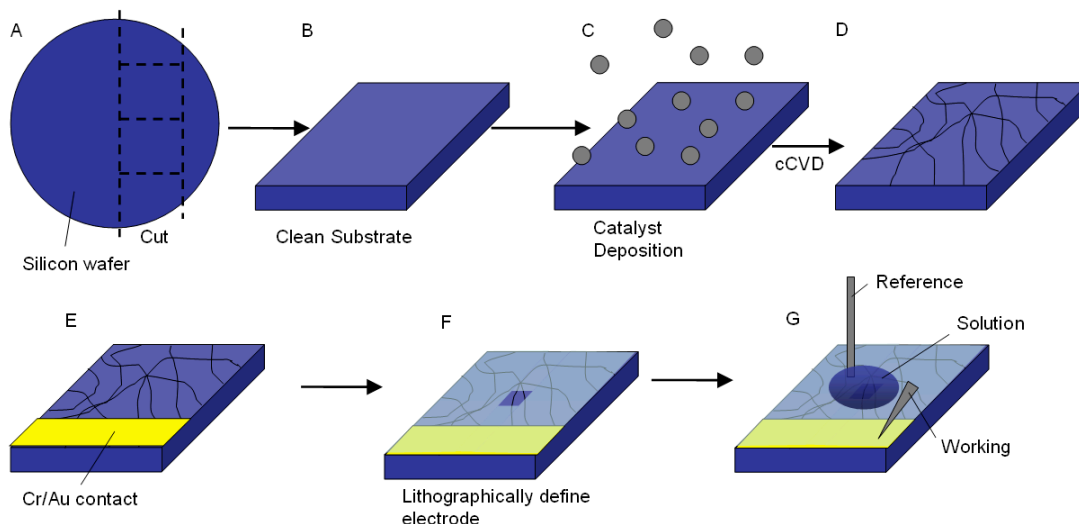 A
B
C
D
cCVD
Cut
Silicon wafer
Clean Substrate
Catalyst
Deposition
E
F
G
Reference
Solution
Working
Cr/Au contact
Lithographically define
electrode